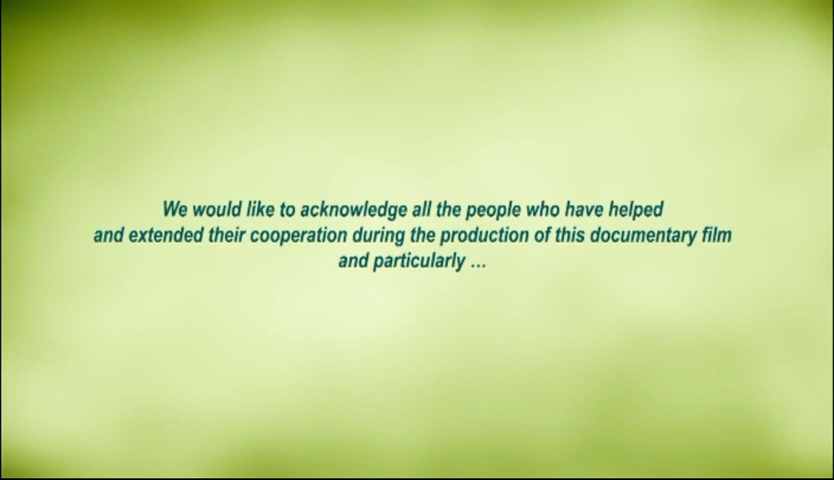 We would like to acknowledge all the people who have helped
and extended their cooperation during the production of this documentary film
and particularly ...